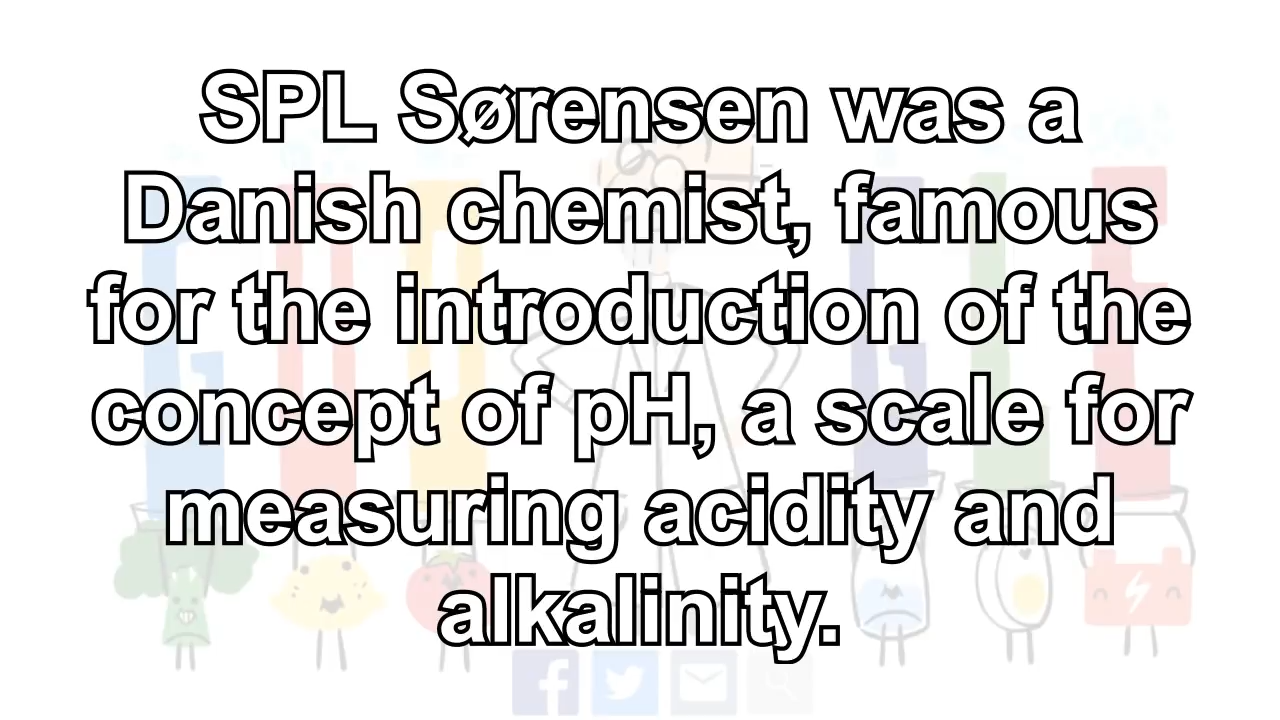 SPL Sørensen was a
Danish chemist, famous
for the introduction of the
concept of pH, a scale for
measuring acidity and
alkalinity.